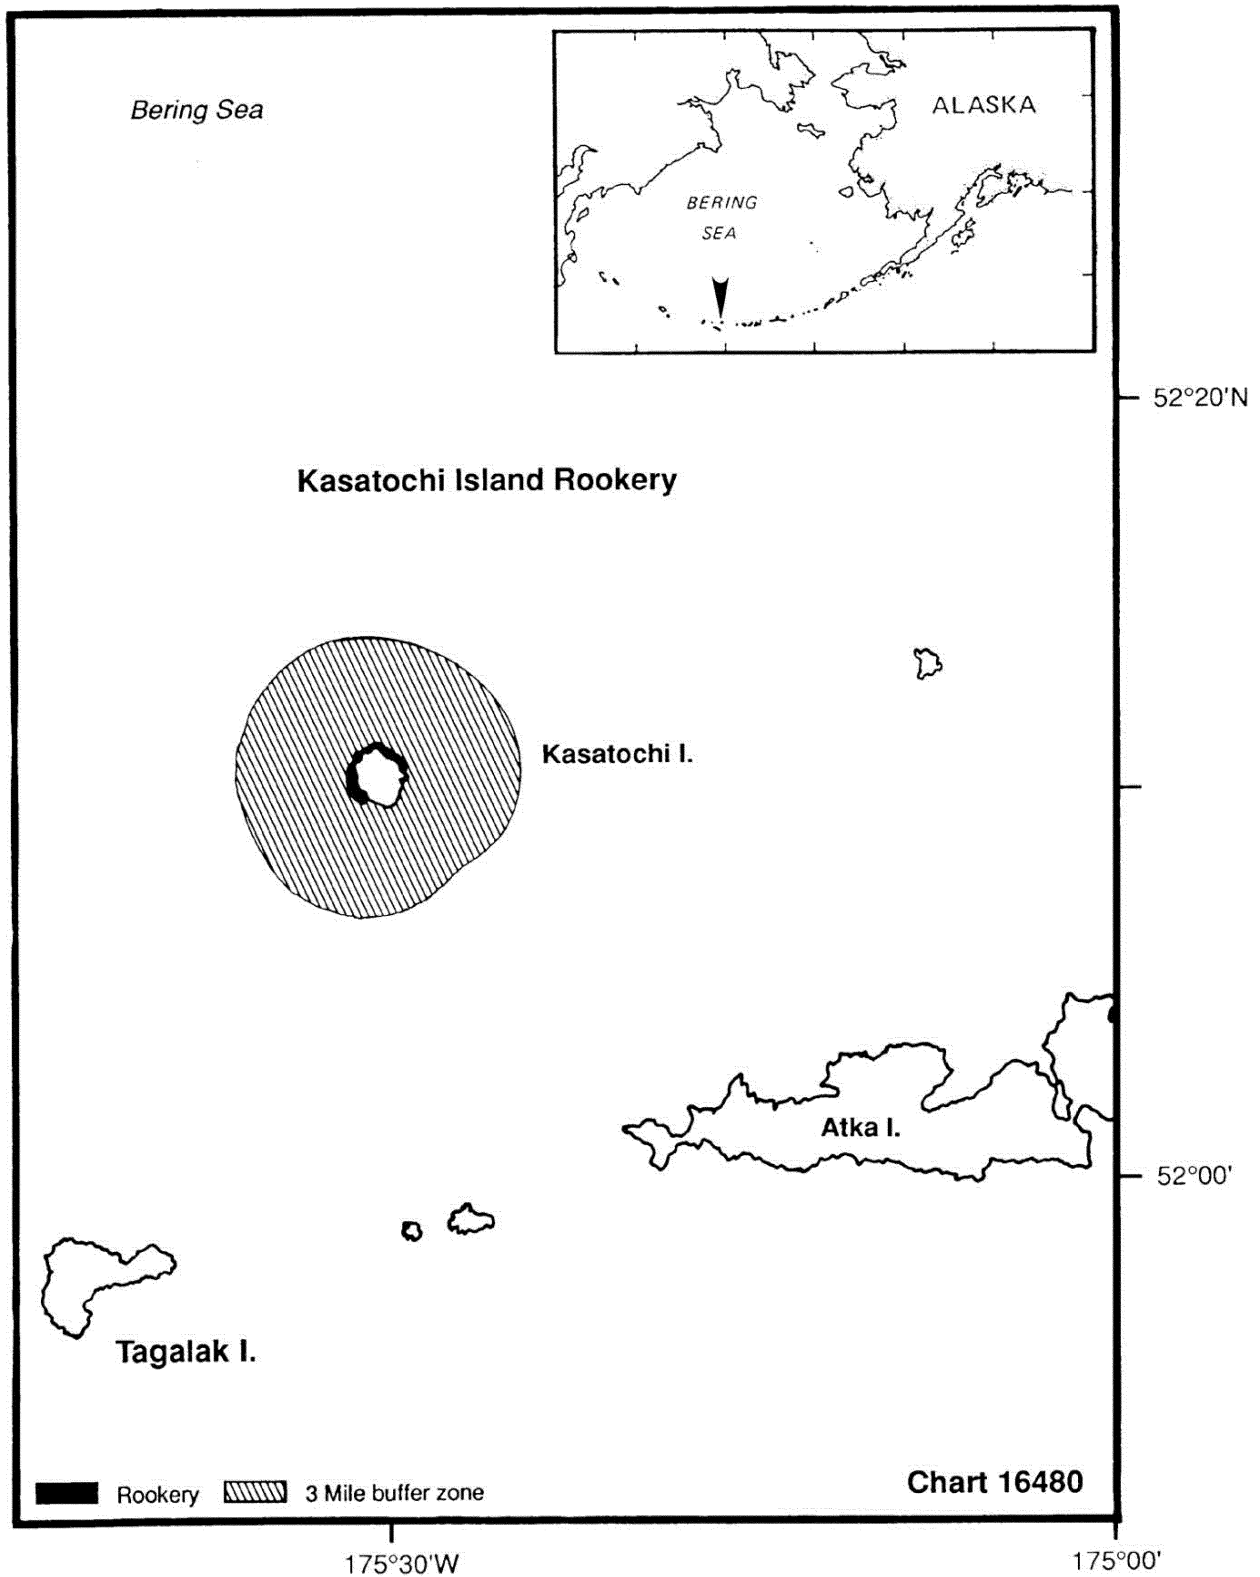 Bering Sea
ALASKA
BERING
SEA
52°20'N
Kasatochi Island Rookery
Kasatochi I.
Atka I.
52°00'
Tagalak I.
Rookery
3 Mile buffer zone
Chart 16480
175°30'W
175°00'